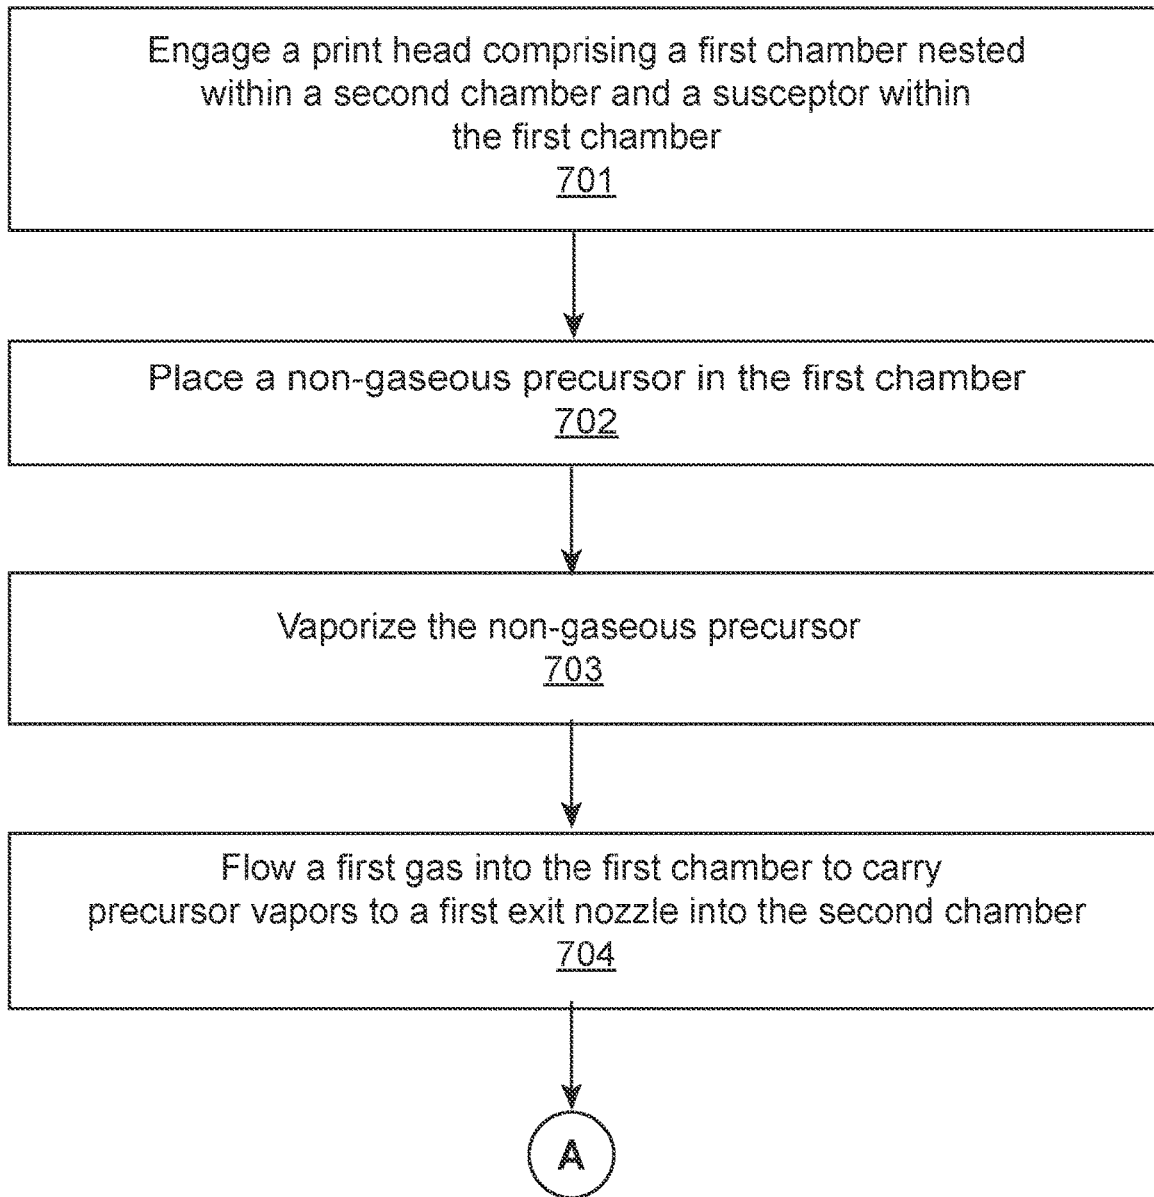 Engage a print head comprising a first chamber nested
within a second chamber and a susceptor within
the first chamber
701
Place a non-gaseous precursor in the first chamber
702
Vaporize the non-gaseous precursor
703
Flow a first gas into the first chamber to carry
precursor vapors to a first exit nozzle into the second chamber
704
A